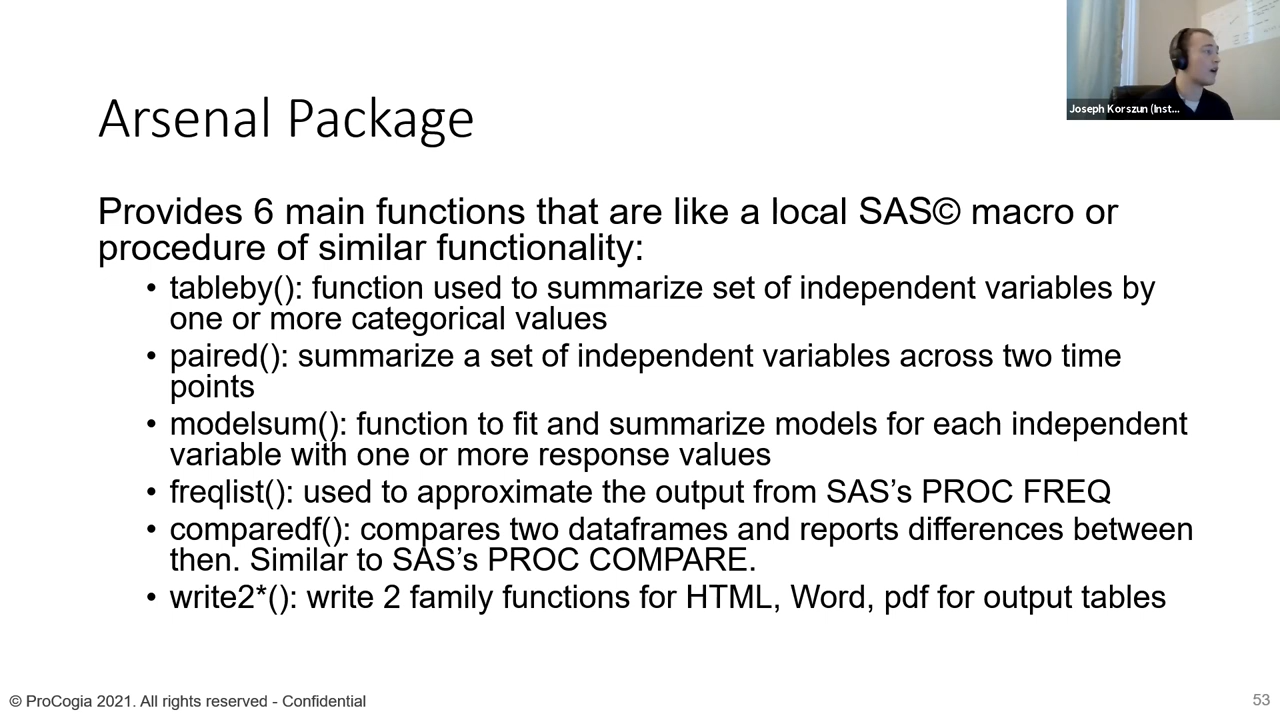 Joseph Korszun (Inst...
Arsenal Package
Provides 6 main functions that are like a local SAS© macro or
procedure of similar functionality:
• tableby(): function used to summarize set of independent variables by
one or more categorical values
• paired(): summarize a set of independent variables across two time
points
• modelsum(): function to fit and summarize models for each independent
variable with one or more response values
• freqlist(): used to approximate the output from SAS’s PROC FREQ
• comparedf(): compares two dataframes and reports differences between
then. Similar to SAS’s PROC COMPARE.
• write2*(): write 2 family functions for HTML, Word, pdf for output tables
© ProCogia 2021. All rights reserved - Confidential
53